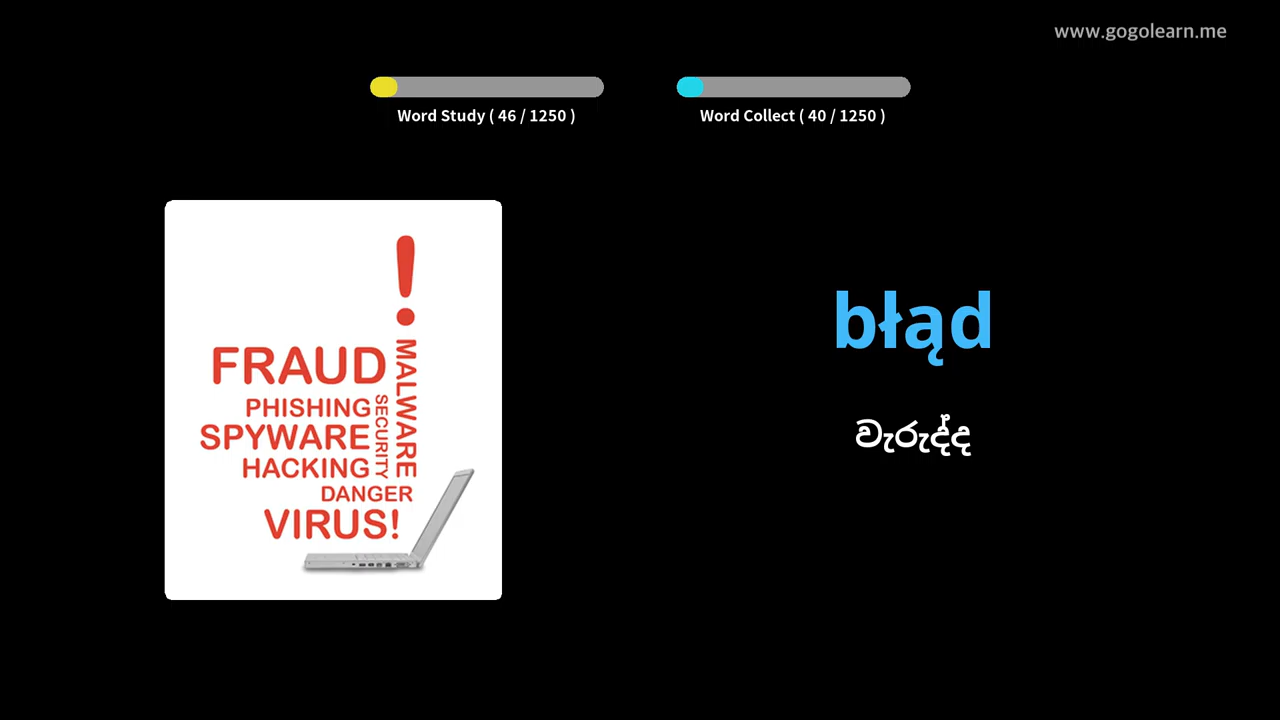 www.gogolearn.me
Word Study ( 46 / 1250 )
Word Collect ( 40 / 1250 )
!
FRAUD
MALWARE
PHISHING
SECURITY
SPYWARE
HACKING
DANGER
VIRUS!
błąd
වැරුද්ද